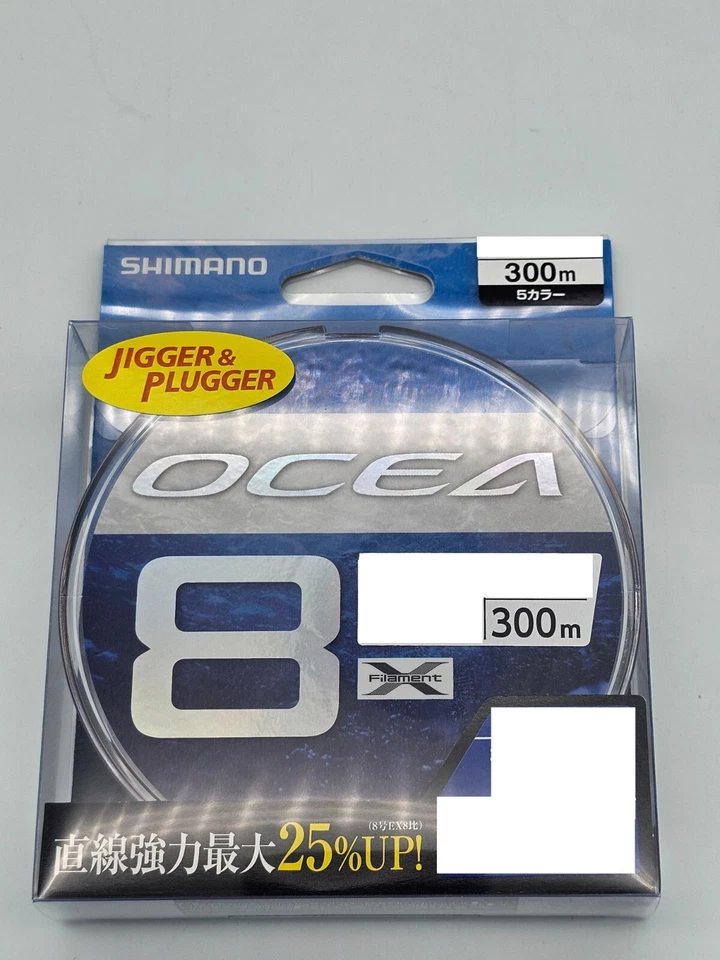 SHIMANO
300m
5カラー
JIGGER &
PLUGGER
OCEA
8
300m
X
Filament
(8号EX8比)
直線強力最大25%UP!